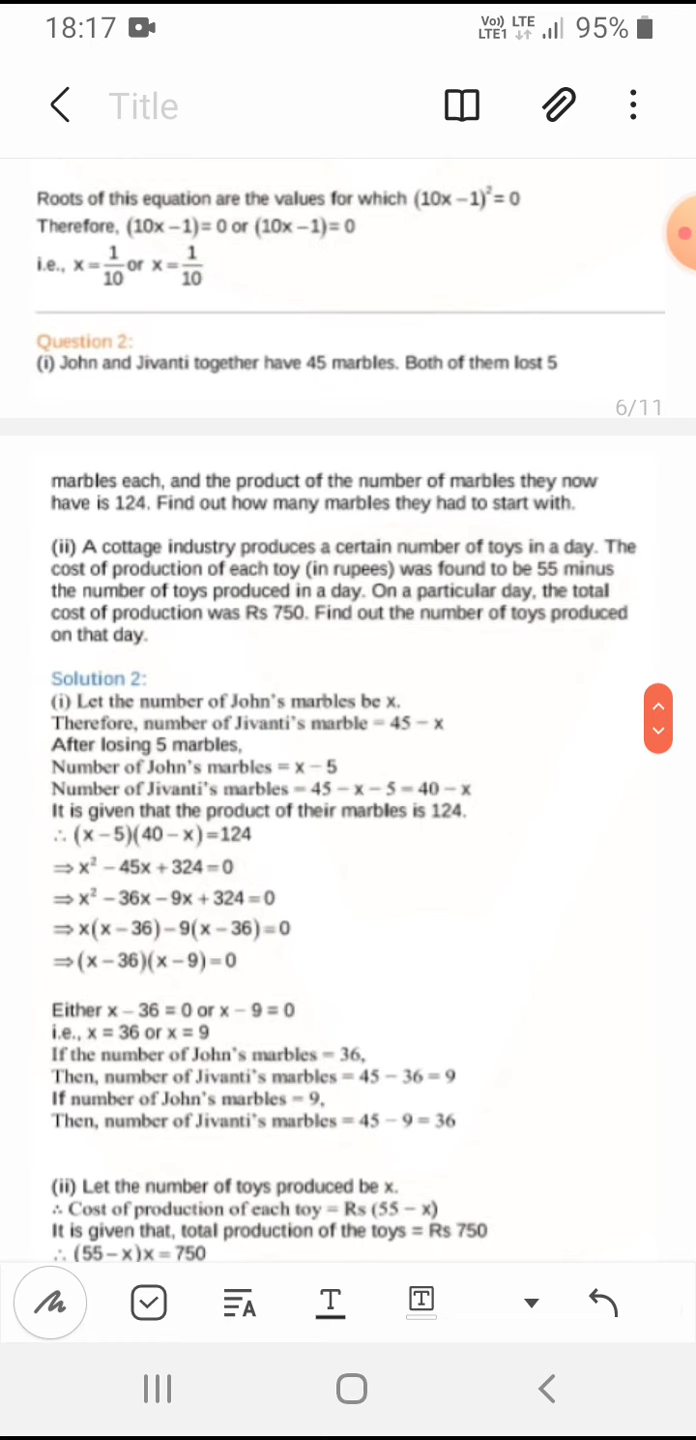 18:17
Vo) LTE
LTE1
95%
Title
Roots of this equation are the values for which (10x – 1)² = 0
Therefore, (10x – 1) = 0 or (10x – 1) = 0
i.e., x = 1/10 or x = 1/10
Question 2:
(i) John and Jivanti together have 45 marbles. Both of them lost 5
6/11
marbles each, and the product of the number of marbles they now
have is 124. Find out how many marbles they had to start with.
(ii) A cottage industry produces a certain number of toys in a day. The
cost of production of each toy (in rupees) was found to be 55 minus
the number of toys produced in a day. On a particular day, the total
cost of production was Rs 750. Find out the number of toys produced
on that day.
Solution 2:
(i) Let the number of John's marbles be x.
Therefore, number of Jivanti's marble = 45 – x
After losing 5 marbles,
Number of John's marbles = x – 5
Number of Jivanti's marbles = 45 – x – 5 = 40 – x
It is given that the product of their marbles is 124.
∴ (x – 5)(40 – x) = 124
⇒ x² – 45x + 324 = 0
⇒ x² – 36x – 9x + 324 = 0
⇒ x(x – 36) – 9(x – 36) = 0
⇒ (x – 36)(x – 9) = 0
Either x – 36 = 0 or x – 9 = 0
i.e., x = 36 or x = 9
If the number of John's marbles = 36,
Then, number of Jivanti's marbles = 45 – 36 = 9
If number of John's marbles = 9,
Then, number of Jivanti's marbles = 45 – 9 = 36
(ii) Let the number of toys produced be x.
∴ Cost of production of each toy = Rs (55 – x)
It is given that, total production of the toys = Rs 750
∴ (55 – x)x = 750